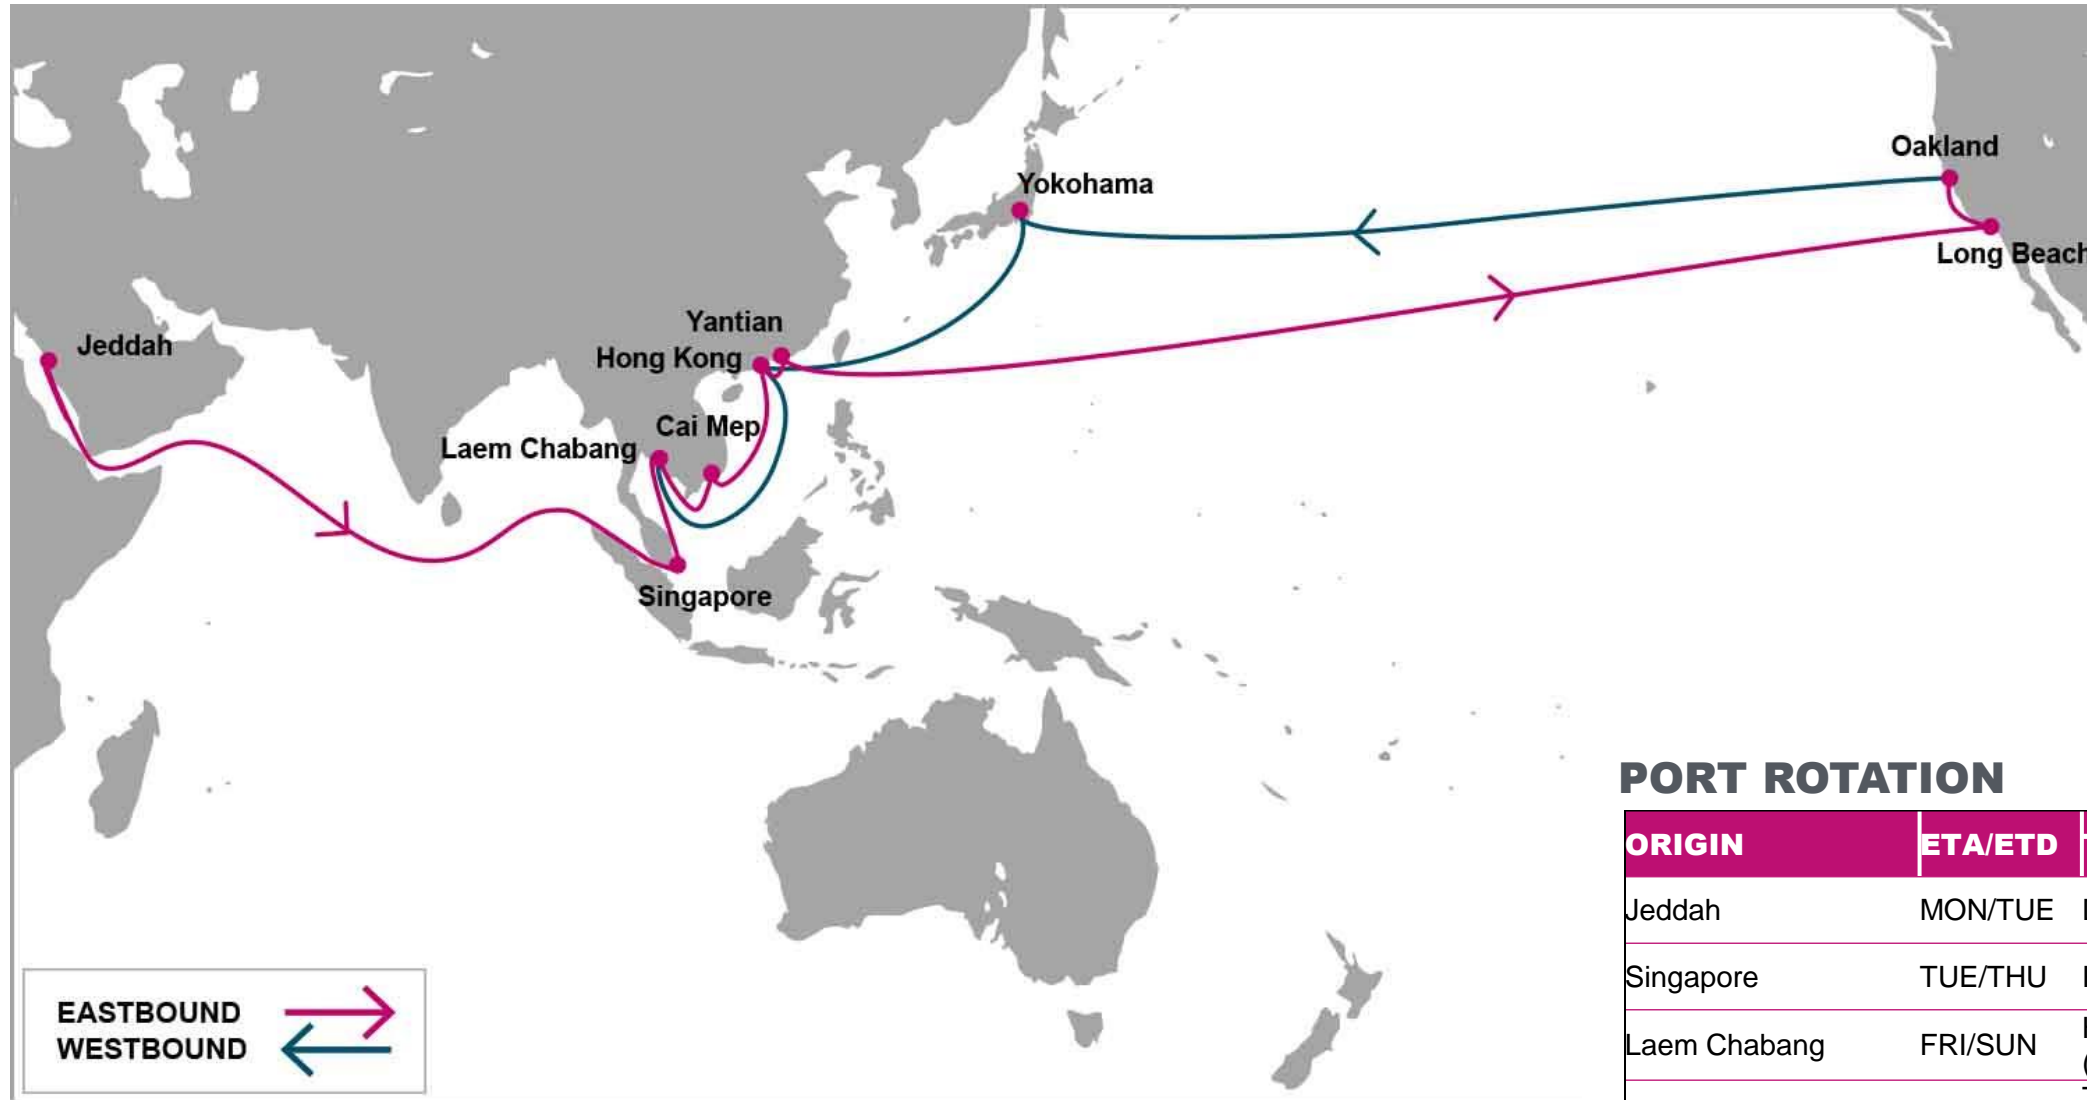 Oakland
Yokohama
Long Beach
Yantian
Jeddah
Hong Kong
Cai Mep
Laem Chabang
Singapore
PORT ROTATION
ORIGIN ETA/ETD
Jeddah MON/TUE
Singapore TUE/THU
Laem Chabang FRI/SUN
EASTBOUND
WESTBOUND